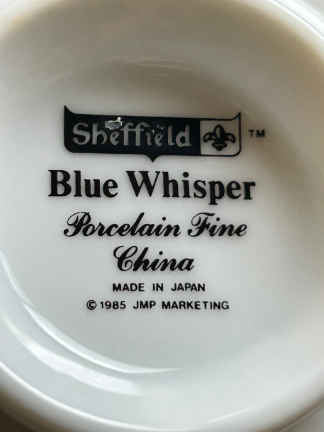 Sheffield ™
Blue Whisper
Porcelain Fine
China
MADE IN JAPAN
© 1985 JMP MARKETING